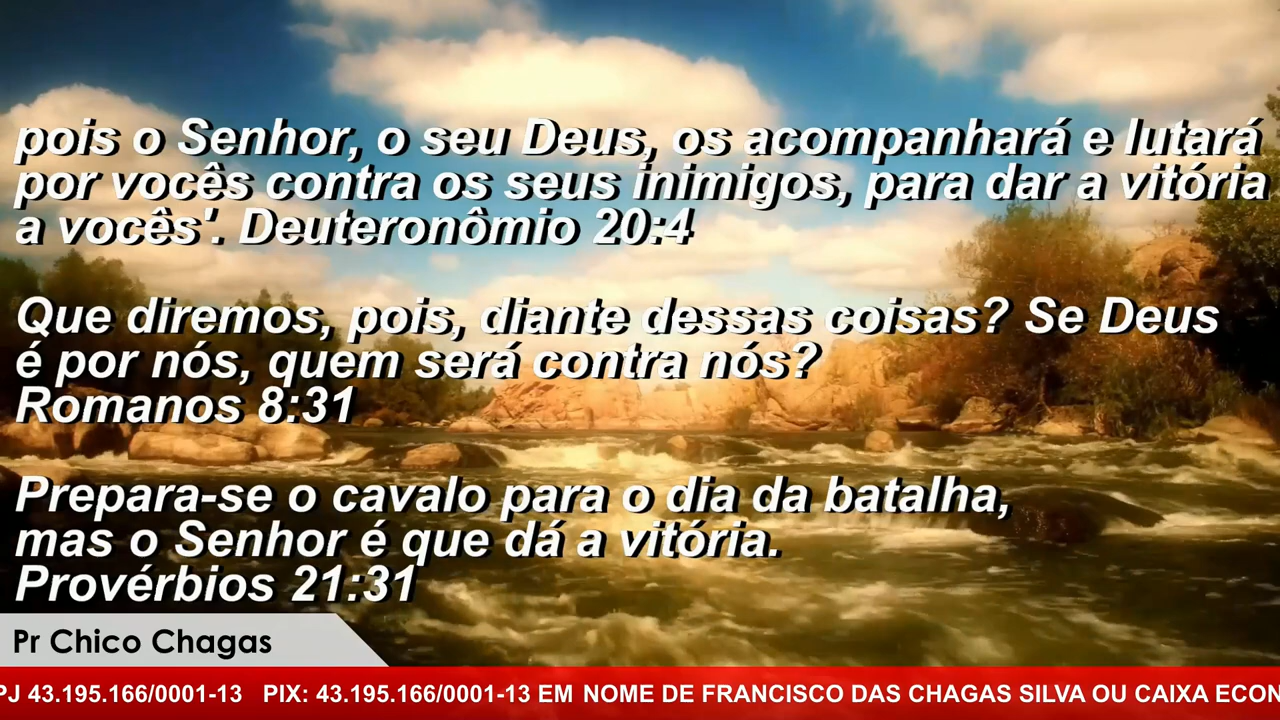 pois o Senhor, o seu Deus, os acompanhará e lutará
por vocês contra os seus inimigos, para dar a vitória
a vocês'. Deuteronômio 20:4
Que diremos, pois, diante dessas coisas? Se Deus
é por nós, quem será contra nós?
Romanos 8:31
Prepara-se o cavalo para o dia da batalha,
mas o Senhor é que dá a vitória.
Provérbios 21:31
Pr Chico Chagas
PJ 43.195.166/0001-13 PIX: 43.195.166/0001-13 EM NOME DE FRANCISCO DAS CHAGAS SILVA OU CAIXA ECON